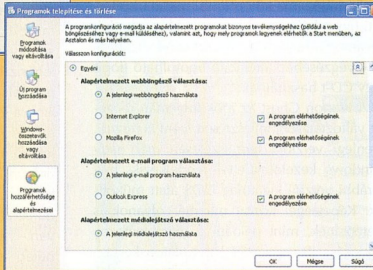 Programok telepítése és törlése
Programok módosítása vagy eltávolítása
Új program hozzáadása
Windows-összetevők hozzáadása vagy eltávolítása
Programok hozzáférhetősége és alapértelmezései
A programkonfiguráció megadja az alapértelmezett programokat bizonyos tevékenységekhez (például a web
böngészéséhez vagy e-mail küldéséhez), valamint azt, hogy mely programok legyenek elérhetők a Start menüben, az
Asztalon és más helyeken.
Válasszon konfigurációt:
Egyéni
Alapértelmezett webböngésző választása:
A jelenlegi webböngésző használata
Internet Explorer
A program elérhetőségének engedélyezése
Mozilla Firefox
A program elérhetőségének engedélyezése
Alapértelmezett e-mail program választása:
A jelenlegi e-mail program használata
Outlook Express
A program elérhetőségének engedélyezése
Alapértelmezett médialejátszó választása:
A jelenlegi médialejátszó használata
OK
Mégse
Súgó